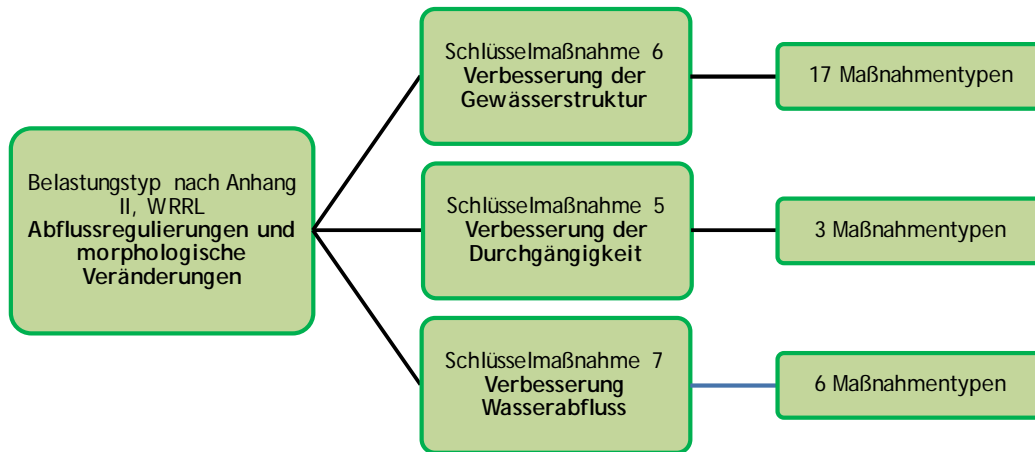 Belastungstyp nach Anhang
II, WRRL
Abflussregulierungen und
morphologische
Veränderungen
Schlüsselmaßnahme 6
Verbesserung der
Gewässerstruktur
17 Maßnahmentypen
Schlüsselmaßnahme 5
Verbesserung der
Durchgängigkeit
3 Maßnahmentypen
Schlüsselmaßnahme 7
Verbesserung
Wasserabfluss
6 Maßnahmentypen